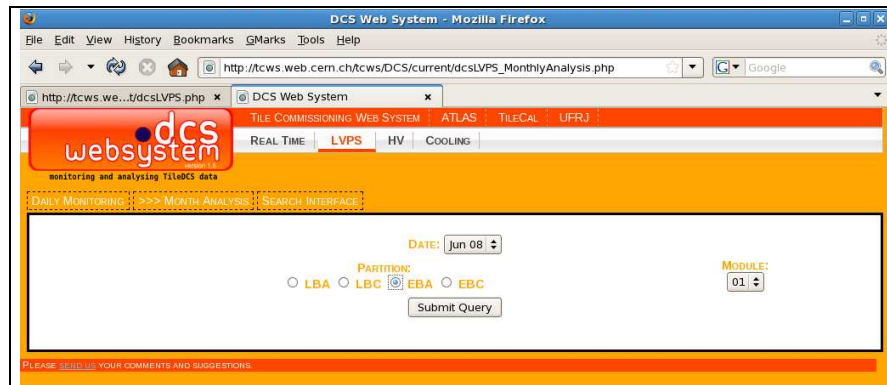 DCS Web System - Mozilla Firefox
File Edit View History Bookmarks GMarks Tools Help
http://tcws.web.cern.ch/tcws/DCS/current/dcsLVPS_MonthlyAnalysis.php
G Google
http://tcws.we...t/dcsLVPS.php DCS Web System
TILE COMMISSIONING WEB SYSTEM ATLAS TILECAL UFRJ
dcs
websystem
version 1.5
monitoring and analysing TileDCS data
REAL TIME LVPS HV COOLING
DAILY MONITORING >>> MONTH ANALYSIS SEARCH INTERFACE
DATE: Jun 08
PARTITION: MODULE:
LBA LBC EBA EBC 01
Submit Query
PLEASE SEND US YOUR COMMENTS AND SUGGESTIONS.